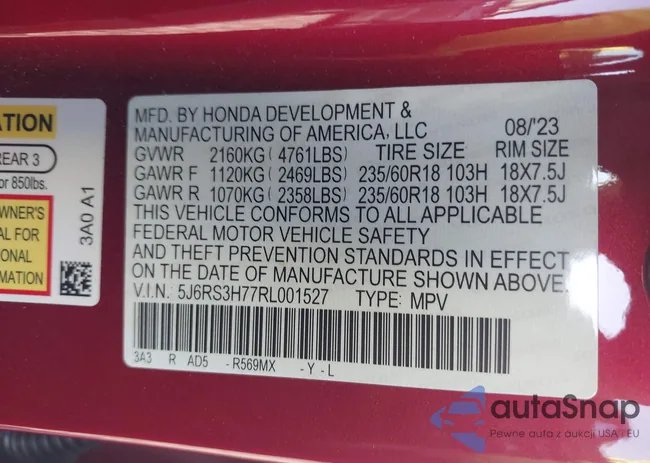 ATION
REAR 3
or 850lbs.
WNER'S
AL FOR
ONAL
RMATION
3A0 A1
MFD. BY HONDA DEVELOPMENT &
MANUFACTURING OF AMERICA, LLC 08/'23
GVWR 2160KG ( 4761LBS) TIRE SIZE RIM SIZE
GAWR F 1120KG ( 2469LBS) 235/60R18 103H 18X7.5J
GAWR R 1070KG ( 2358LBS) 235/60R18 103H 18X7.5J
THIS VEHICLE CONFORMS TO ALL APPLICABLE
FEDERAL MOTOR VEHICLE SAFETY
AND THEFT PREVENTION STANDARDS IN EFFECT
ON THE DATE OF MANUFACTURE SHOWN ABOVE.
V.I.N.: 5J6RS3H77RL001527 TYPE: MPV
3A3 R AD5 - R569MX - Y - L
autaSnap
Pewne auta z aukcji USA i EU